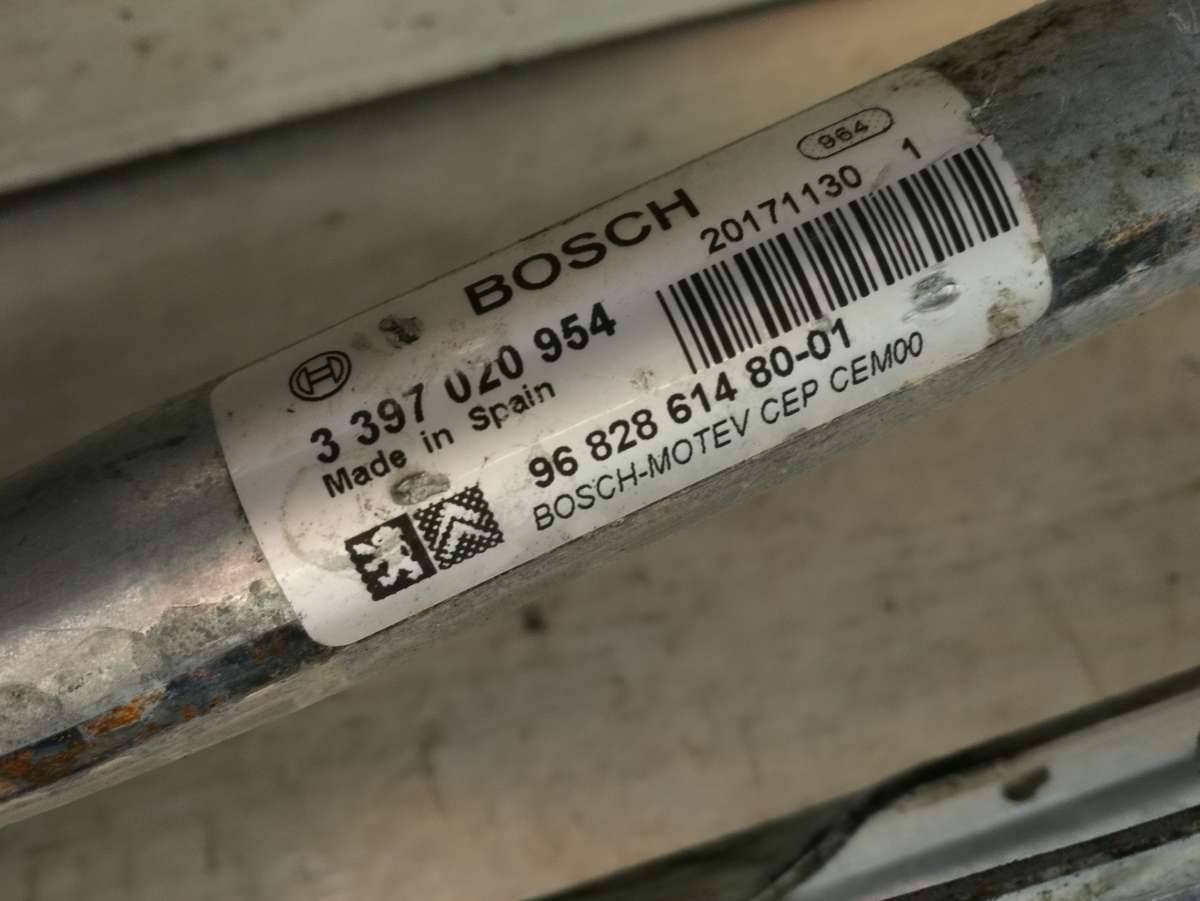 964
BOSCH
20171130 1
3 397 020 954
Made in Spain
96 828 614 80-01
BOSCH-MOTEV CEP CEM00